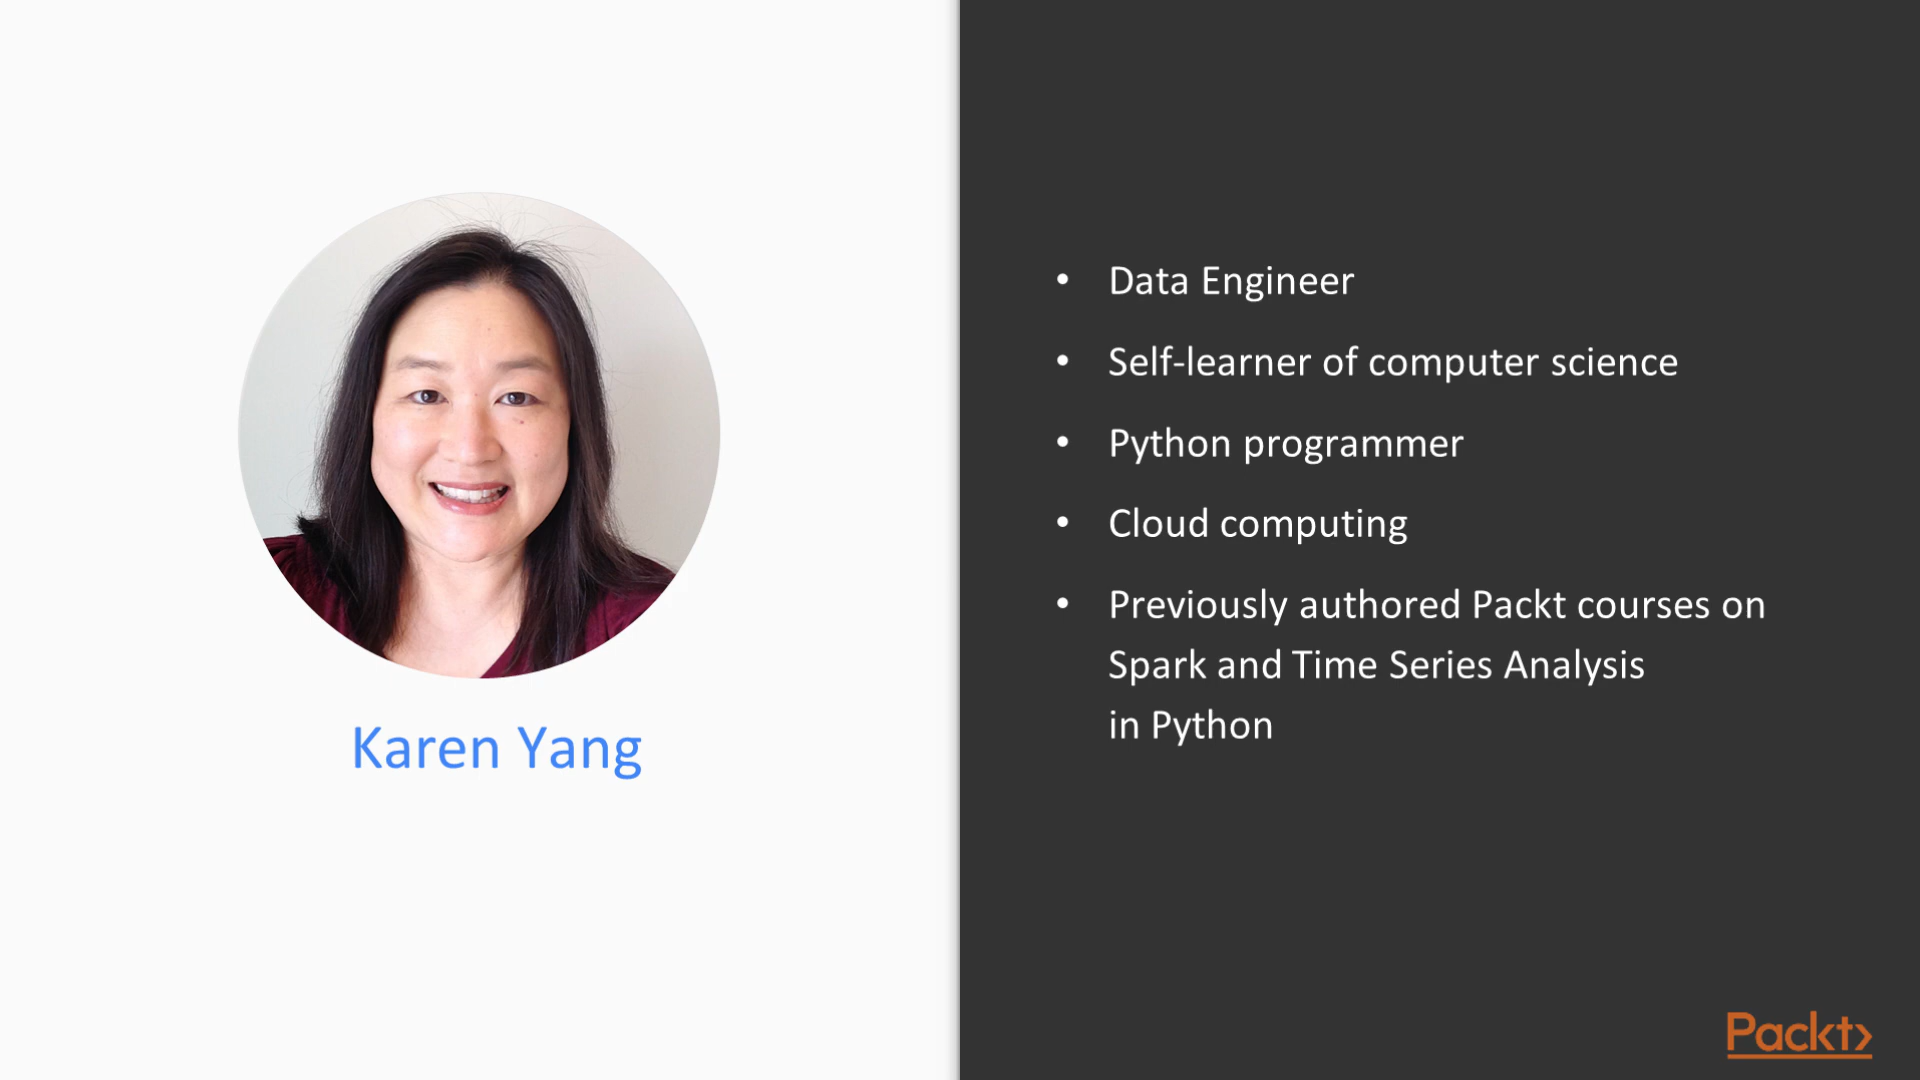 Karen Yang
• Data Engineer
• Self-learner of computer science
• Python programmer
• Cloud computing
• Previously authored Packt courses on
Spark and Time Series Analysis
in Python
Packt>